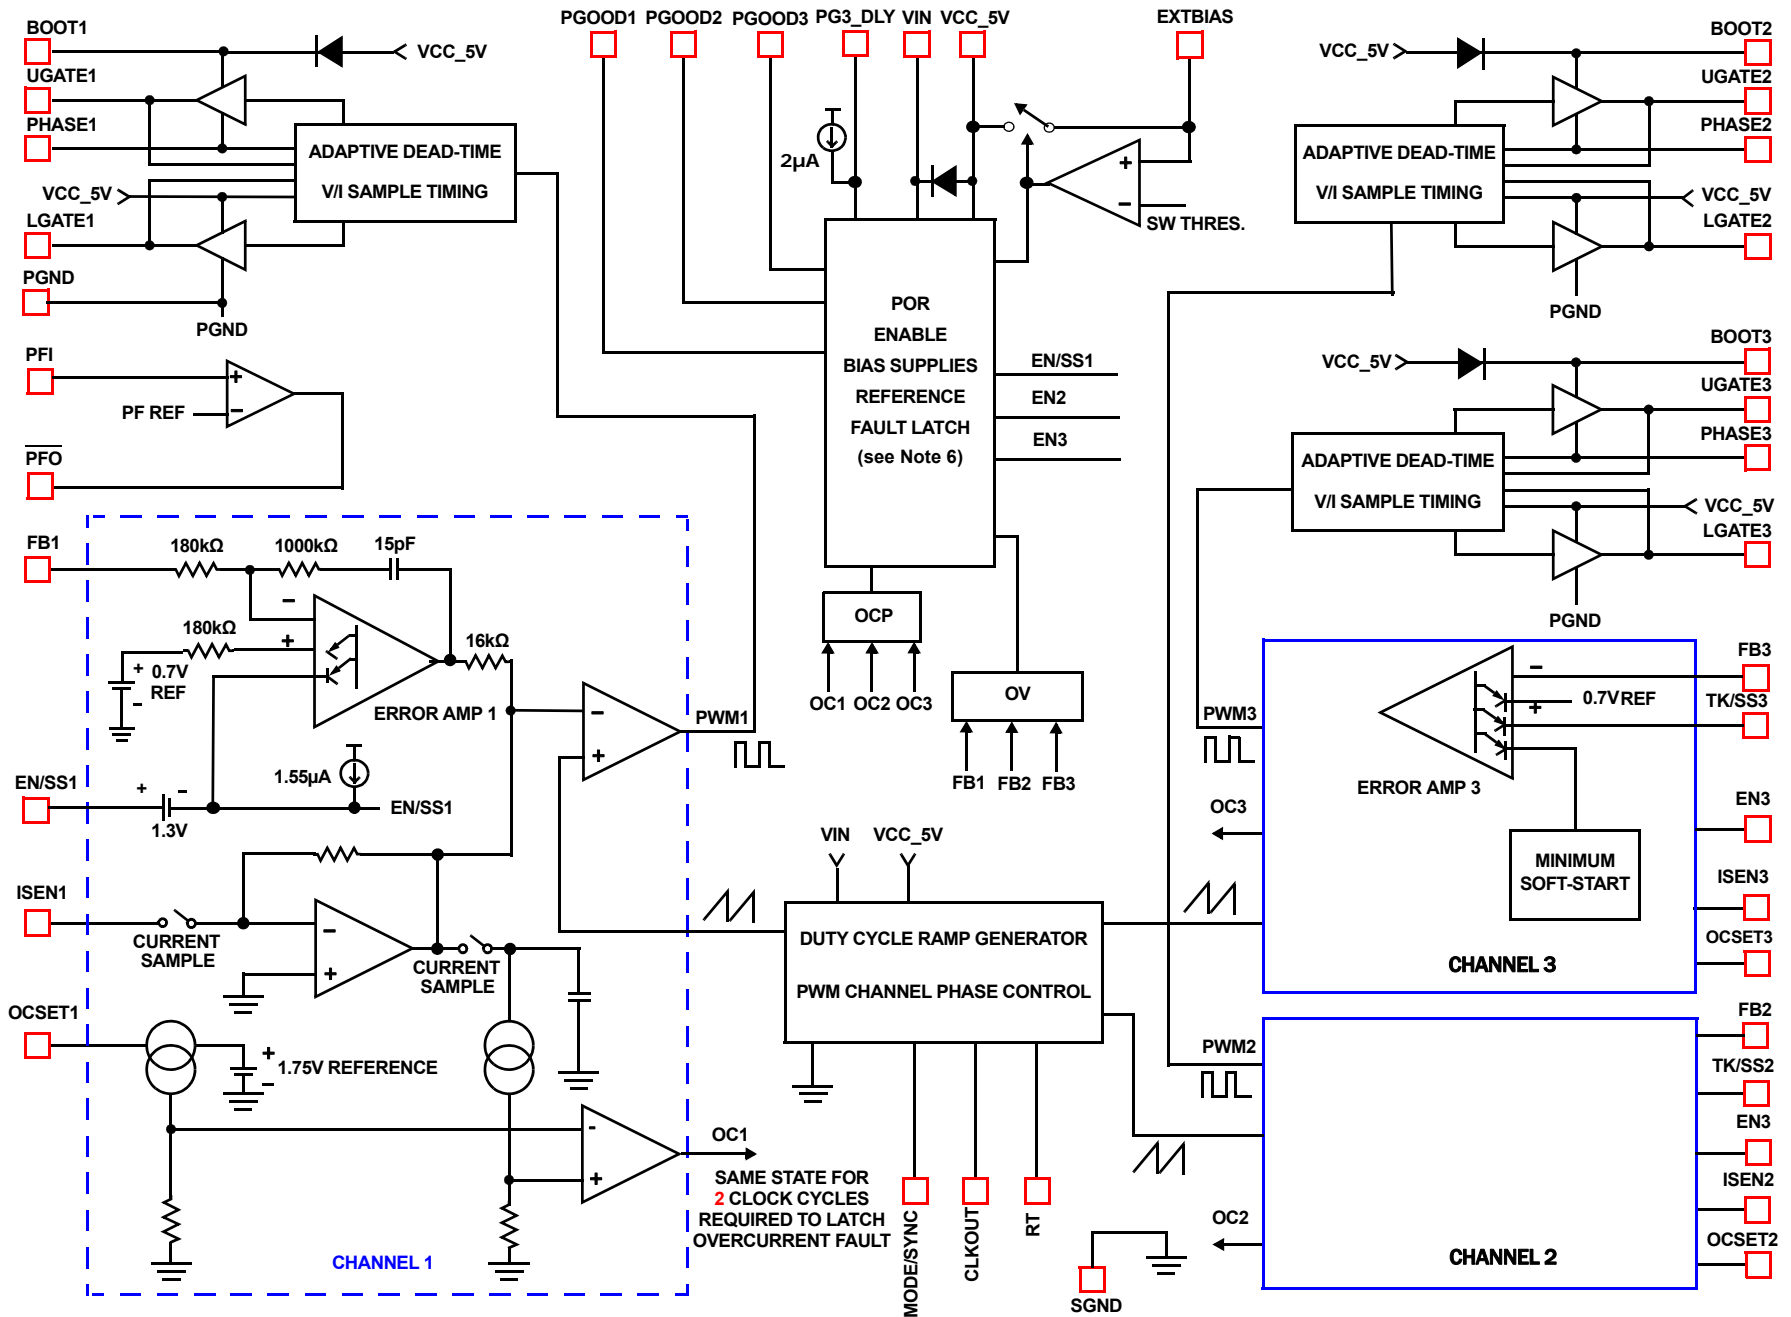 BOOT1
VCC_5V
UGATE1
PHASE1
ADAPTIVE DEAD-TIME
V/I SAMPLE TIMING
VCC_5V
LGATE1
PGND
PGND
PFI
+
PF REF
−
PFO
PGOOD1
PGOOD2
PGOOD3
PG3_DLY
VIN
VCC_5V
EXTBIAS
2µA
+
−
SW THRES.
POR
ENABLE
BIAS SUPPLIES
REFERENCE
FAULT LATCH
(see Note 6)
EN/SS1
EN2
EN3
OCP
OC1
OC2
OC3
OV
FB1
FB2
FB3
BOOT2
VCC_5V
UGATE2
PHASE2
ADAPTIVE DEAD-TIME
V/I SAMPLE TIMING
VCC_5V
LGATE2
PGND
BOOT3
VCC_5V
UGATE3
PHASE3
ADAPTIVE DEAD-TIME
V/I SAMPLE TIMING
VCC_5V
LGATE3
PGND
FB1
180kΩ
1000kΩ
15pF
−
180kΩ
+
16kΩ
+
0.7V
REF
−
ERROR AMP 1
−
+
PWM1
1.55µA
EN/SS1
+
−
1.3V
EN/SS1
ISEN1
CURRENT
SAMPLE
−
+
CURRENT
SAMPLE
OCSET1
+
1.75V REFERENCE
−
-
+
OC1
SAME STATE FOR
2 CLOCK CYCLES
REQUIRED TO LATCH
OVERCURRENT FAULT
CHANNEL 1
VIN
VCC_5V
DUTY CYCLE RAMP GENERATOR
PWM CHANNEL PHASE CONTROL
MODE/SYNC
CLKOUT
RT
SGND
PWM3
−
0.7V REF
+
FB3
TK/SS3
ERROR AMP 3
OC3
EN3
MINIMUM
SOFT-START
ISEN3
OCSET3
CHANNEL 3
PWM2
FB2
TK/SS2
EN3
ISEN2
OC2
OCSET2
CHANNEL 2